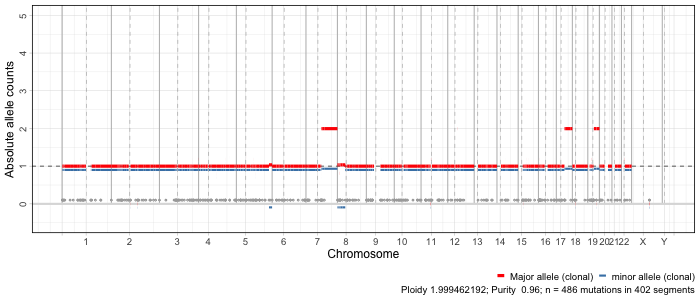 Absolute allele counts
5
4
3
2
1
0
1 2 3 4 5 6 7 8 9 10 11 12 13 14 15 16 17 18 19 20 21 22 X Y
Chromosome
Major allele (clonal) minor allele (clonal)
Ploidy 1.999462192; Purity 0.96; n = 486 mutations in 402 segments